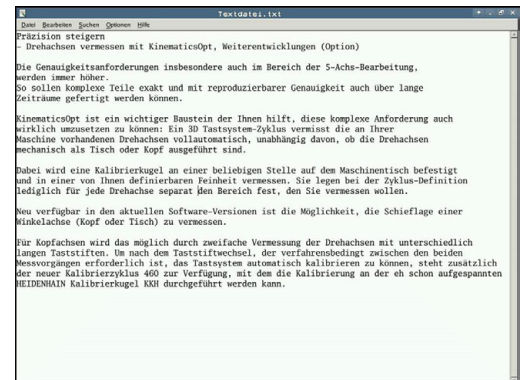 Textdatei.txt
Datei Bearbeiten Suchen Optionen Hilfe
Präzision steigern
- Drehachsen vermessen mit KinematicsOpt, Weiterentwicklungen (Option)
Die Genauigkeitsanforderungen insbesondere auch im Bereich der 5-Achs-Bearbeitung,
werden immer höher.
So sollen komplexe Teile exakt und mit reproduzierbarer Genauigkeit auch über lange
Zeiträume gefertigt werden können.
KinematicsOpt ist ein wichtiger Baustein der Ihnen hilft, diese komplexe Anforderung auch
wirklich umzusetzen zu können: Ein 3D Tastsystem-Zyklus vermisst die an Ihrer
Maschine vorhandenen Drehachsen vollautomatisch, unabhängig davon, ob die Drehachsen
mechanisch als Tisch oder Kopf ausgeführt sind.
Dabei wird eine Kalibrierkugel an einer beliebigen Stelle auf dem Maschinentisch befestigt
und in einer von Ihnen definierbaren Feinheit vermessen. Sie legen bei der Zyklus-Definition
lediglich für jede Drehachse separat den Bereich fest, den Sie vermessen wollen.
Neu verfügbar in den aktuellen Software-Versionen ist die Möglichkeit, die Schieflage einer
Winkelachse (Kopf oder Tisch) zu vermessen.
Für Kopfachsen wird das möglich durch zweifache Vermessung der Drehachsen mit unterschiedlich
langen Taststiften. Um nach dem Taststiftwechsel, der verfahrensbedingt zwischen den beiden
Messvorgängen erforderlich ist, das Tastsystem automatisch kalibrieren zu können, steht zusätzlich
der neuer Kalibrierzyklus 460 zur Verfügung, mit dem die Kalibrierung an der eh schon aufgespannten
HEIDENHAIN Kalibrierkugel KKH durchgeführt werden kann.